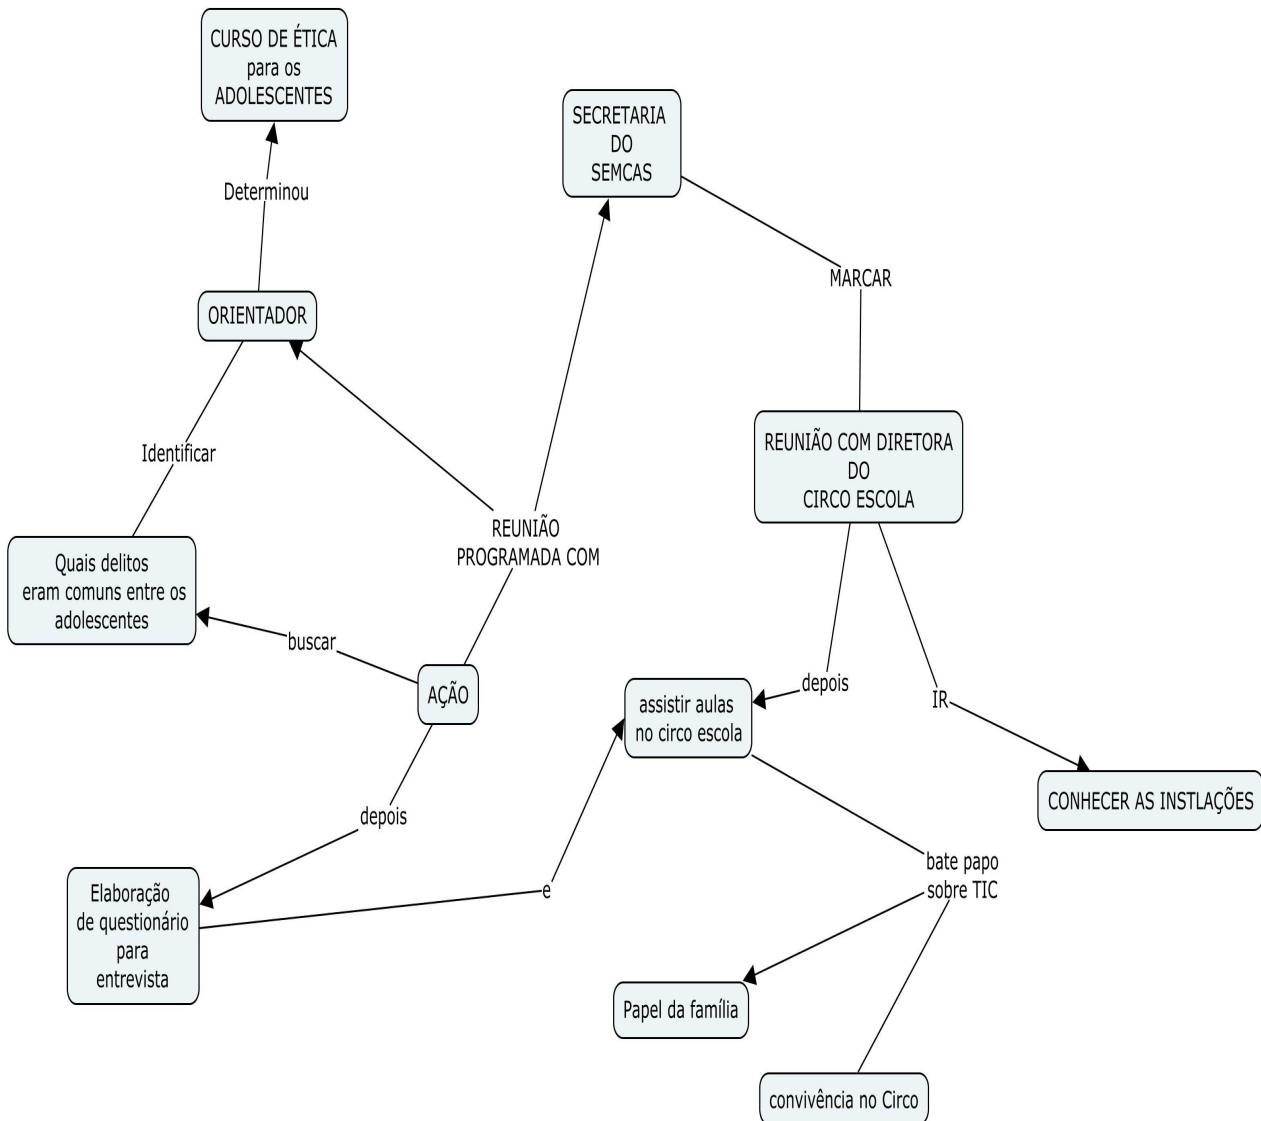 CURSO DE ÉTICA
para os
ADOLESCENTES
SECRETARIA
DO
SEMCAS
Determinou
MARCAR
ORIENTADOR
REUNIÃO COM DIRETORA
DO
CIRCO ESCOLA
Identificar
REUNIÃO
PROGRAMADA COM
Quais delitos
eram comuns entre os
adolescentes
buscar
AÇÃO
depois
assistir aulas
no circo escola
IR
CONHECER AS INSTLAÇÕES
depois
bate papo
sobre TIC
Elaboração
de questionário
para
entrevista
e
Papel da família
convivência no Circo